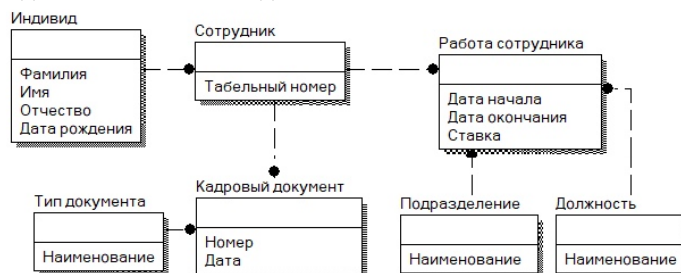 Индивид
Фамилия
Имя
Отчество
Дата рождения
Сотрудник
Табельный номер
Работа сотрудника
Дата начала
Дата окончания
Ставка
Тип документа
Наименование
Кадровый документ
Номер
Дата
Подразделение
Наименование
Должность
Наименование